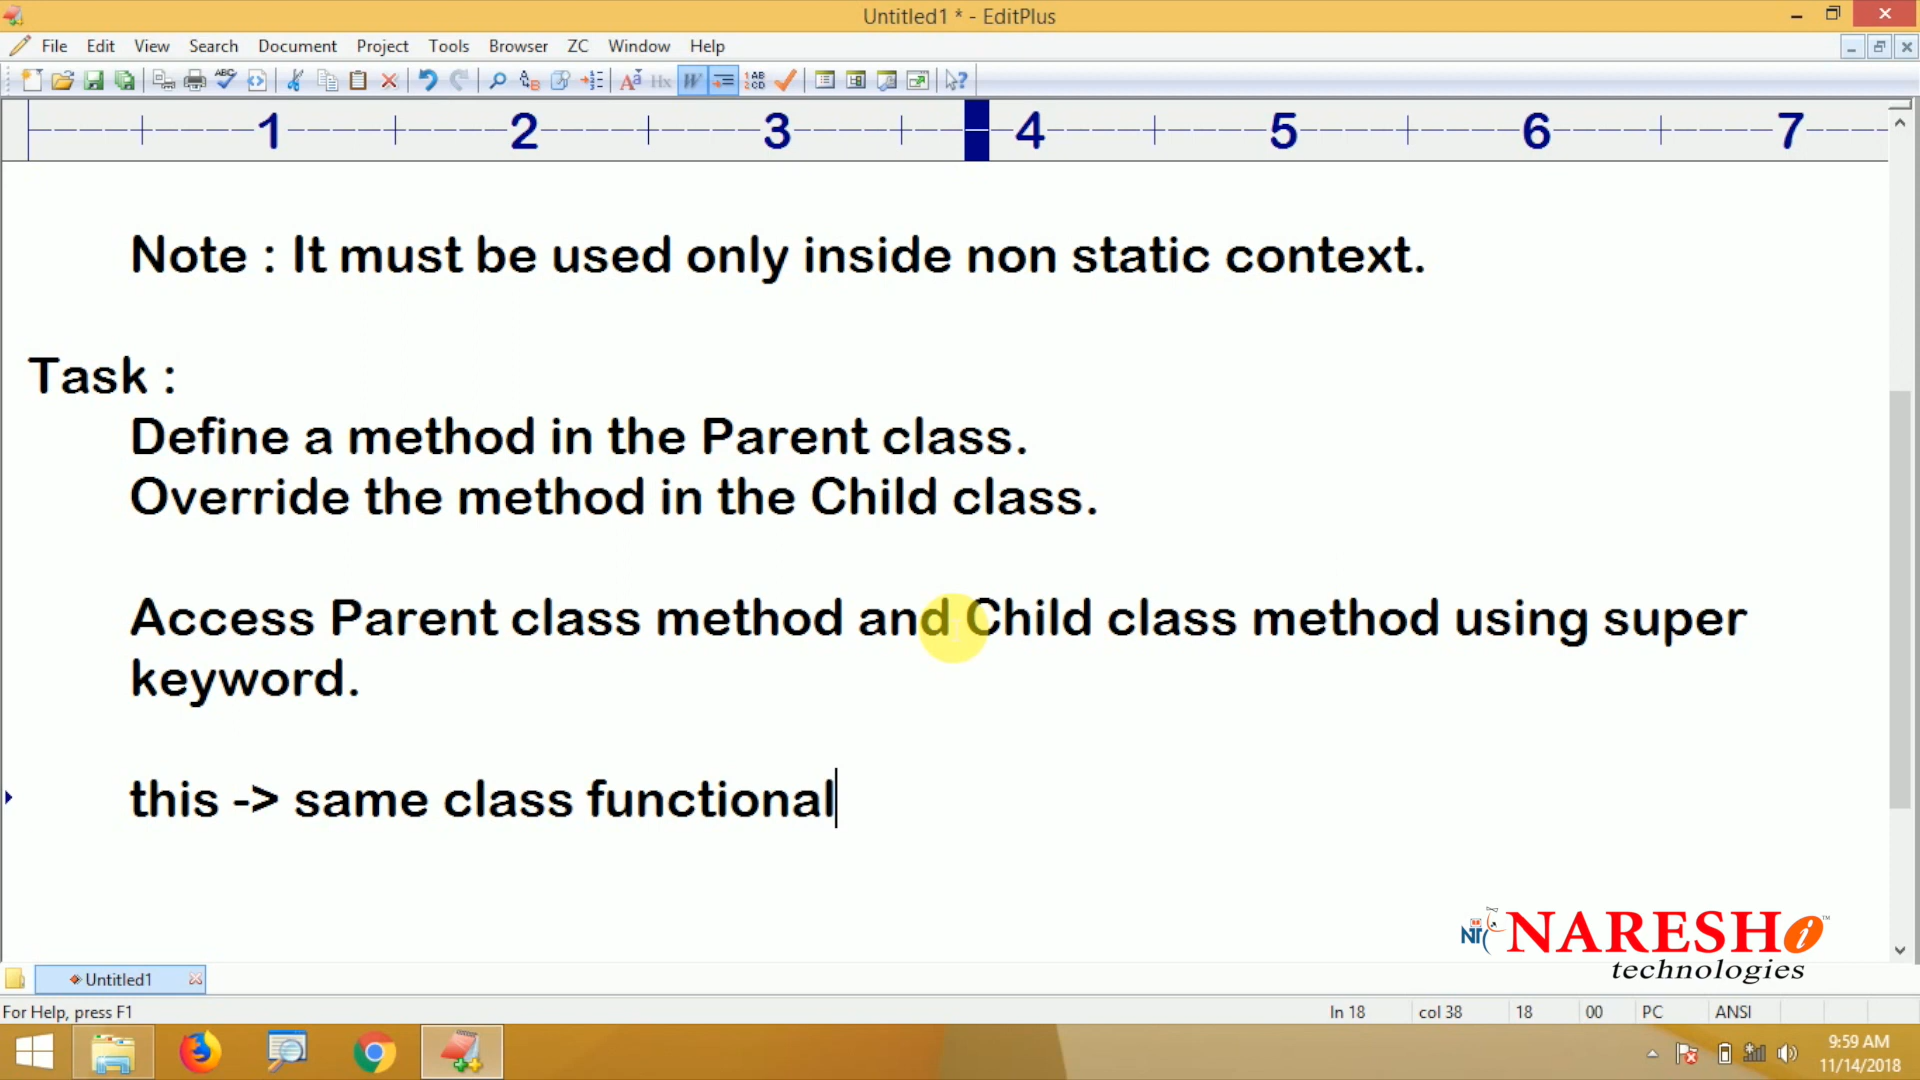 Untitled1 * - EditPlus
File Edit View Search Document Project Tools Browser ZC Window Help
1 2 3 4 5 6 7
Note : It must be used only inside non static context.
Task :
Define a method in the Parent class.
Override the method in the Child class.
Access Parent class method and Child class method using super
keyword.
this -> same class functional
NARESH i
technologies
Untitled1
For Help, press F1
ln 18 col 38 18 00 PC ANSI
9:59 AM
11/14/2018